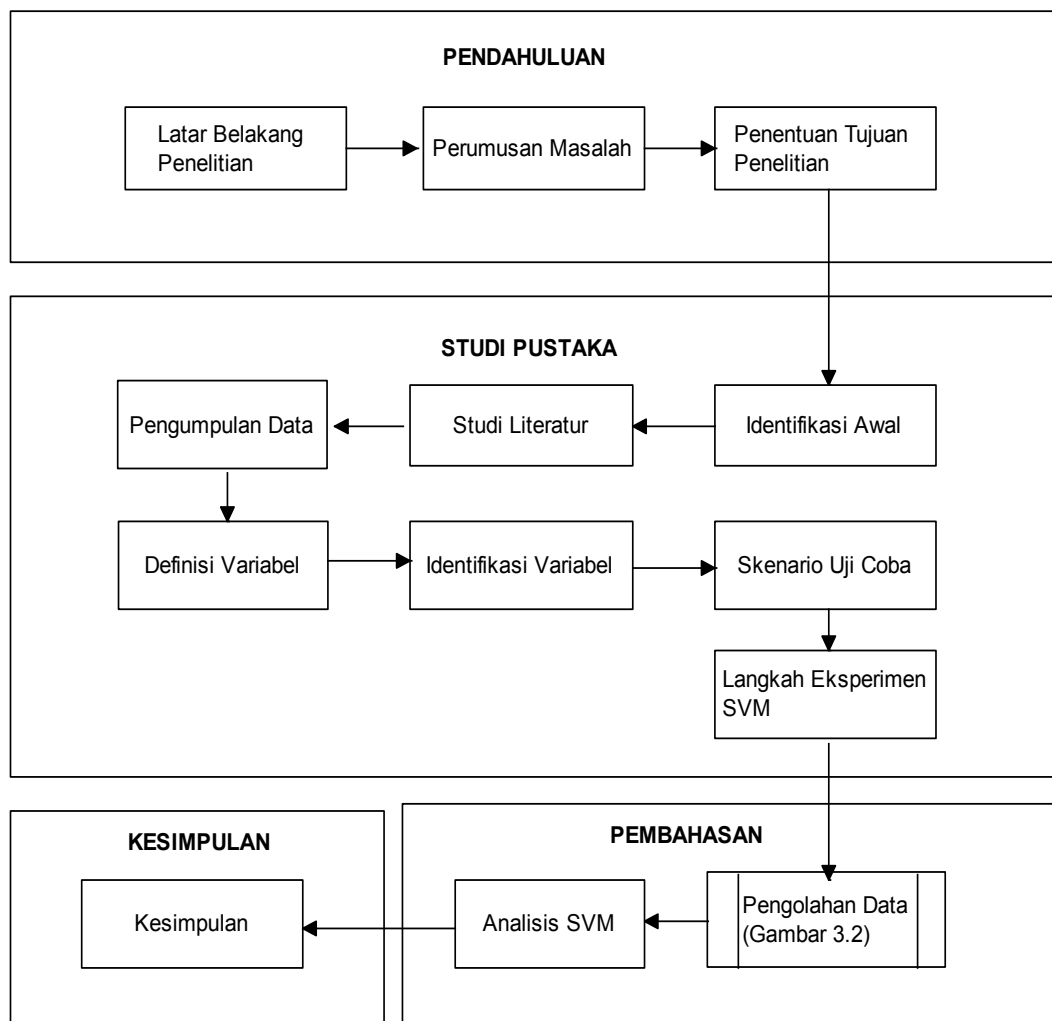 PENDAHULUAN
Latar Belakang
Penelitian
Perumusan Masalah
Penentuan Tujuan
Penelitian
STUDI PUSTAKA
Identifikasi Awal
Studi Literatur
Pengumpulan Data
Definisi Variabel
Identifikasi Variabel
Skenario Uji Coba
Langkah Eksperimen
SVM
PEMBAHASAN
Pengolahan Data
(Gambar 3.2)
Analisis SVM
KESIMPULAN
Kesimpulan